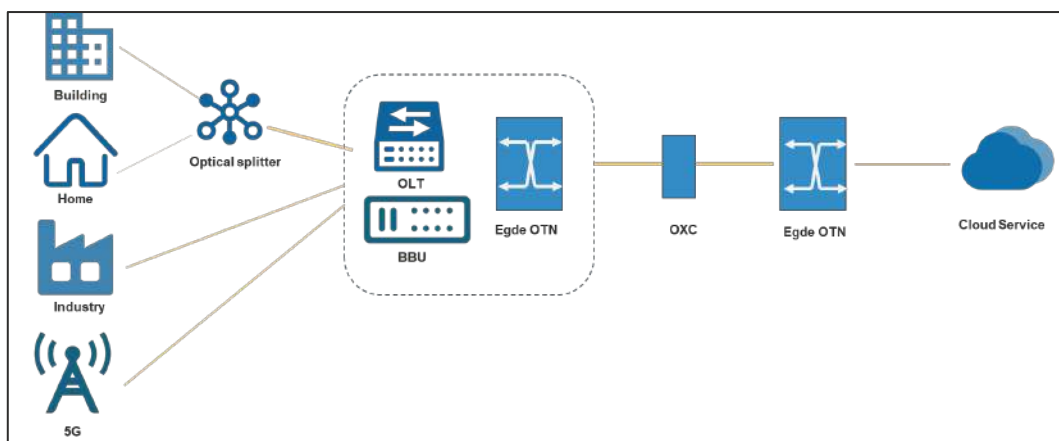 Building
Optical splitter
Home
OLT
BBU
Egde OTN
OXC
Egde OTN
Cloud Service
Industry
5G